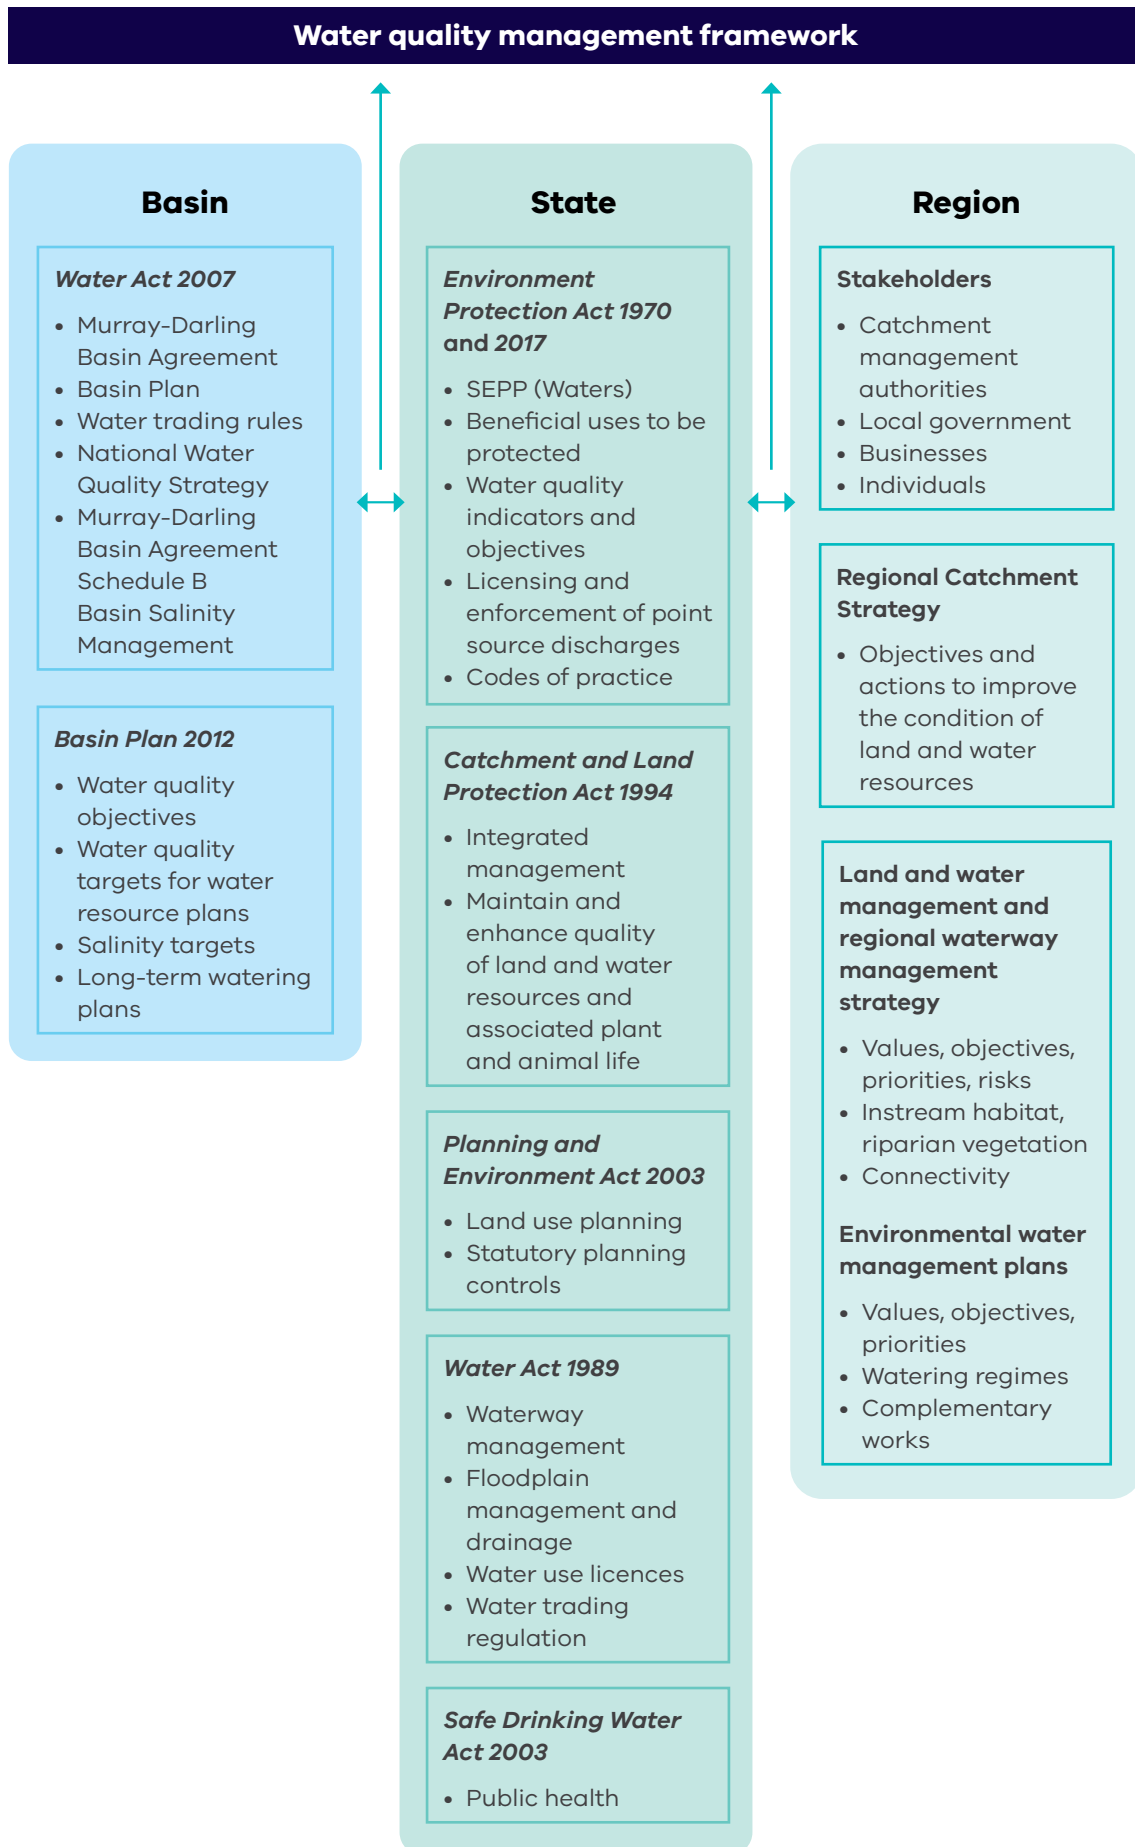 Water quality management framework
Basin
Water Act 2007
• Murray-Darling
Basin Agreement
• Basin Plan
• Water trading rules
• National Water
Quality Strategy
• Murray-Darling
Basin Agreement
Schedule B
Basin Salinity
Management
Basin Plan 2012
• Water quality
objectives
• Water quality
targets for water
resource plans
• Salinity targets
• Long-term watering
plans
State
Environment
Protection Act 1970
and 2017
• SEPP (Waters)
• Beneficial uses to be
protected
• Water quality
indicators and
objectives
• Licensing and
enforcement of point
source discharges
• Codes of practice
Catchment and Land
Protection Act 1994
• Integrated
management
• Maintain and
enhance quality
of land and water
resources and
associated plant
and animal life
Planning and
Environment Act 2003
• Land use planning
• Statutory planning
controls
Water Act 1989
• Waterway
management
• Floodplain
management and
drainage
• Water use licences
• Water trading
regulation
Safe Drinking Water
Act 2003
• Public health
Region
Stakeholders
• Catchment
management
authorities
• Local government
• Businesses
• Individuals
Regional Catchment
Strategy
• Objectives and
actions to improve
the condition of
land and water
resources
Land and water
management and
regional waterway
management
strategy
• Values, objectives,
priorities, risks
• Instream habitat,
riparian vegetation
• Connectivity
Environmental water
management plans
• Values, objectives,
priorities
• Watering regimes
• Complementary
works